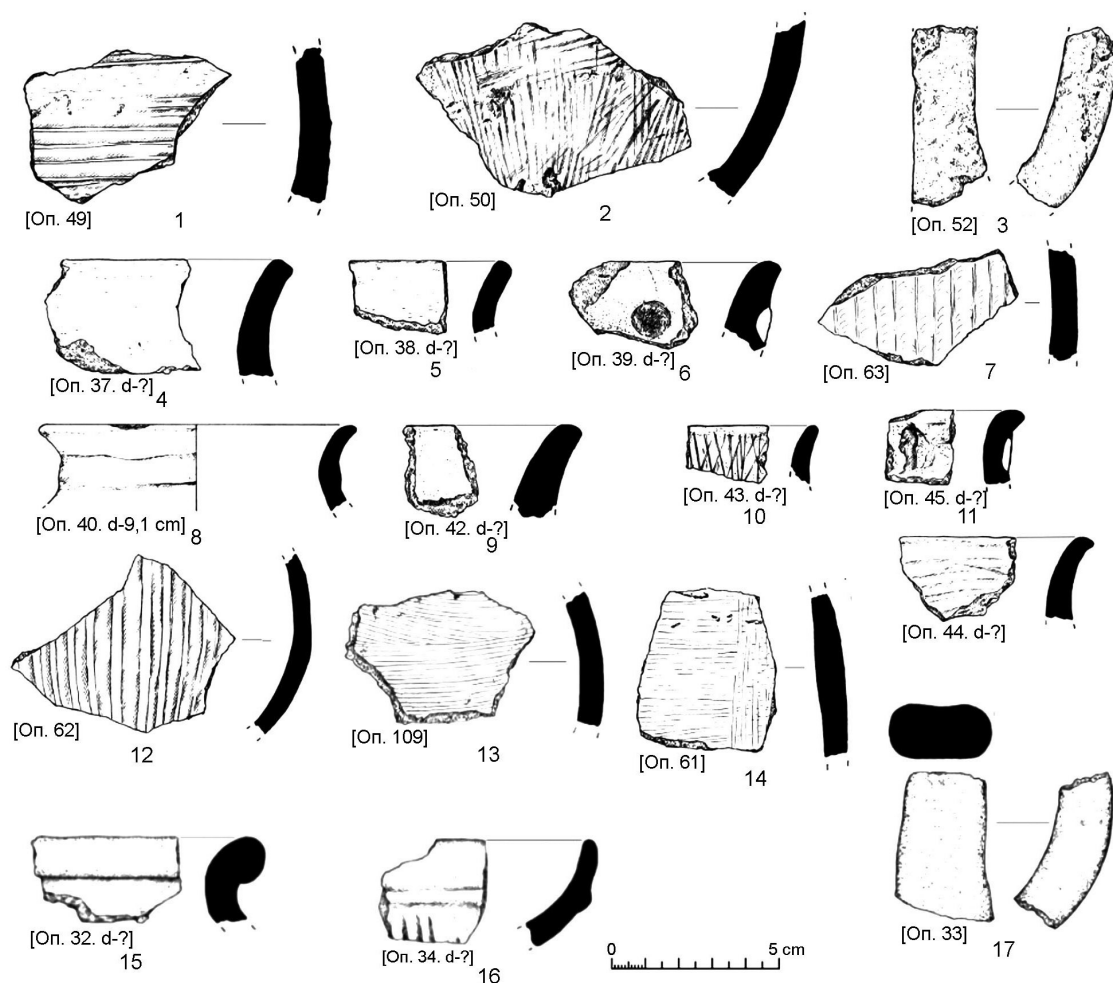 [Оп. 49]
1
[Оп. 50]
2
[Оп. 52]
3
[Оп. 37. d-?]
4
[Оп. 38. d-?]
5
[Оп. 39. d-?]
6
[Оп. 63]
7
[Оп. 40. d-9,1 cm]
8
[Оп. 42. d-?]
9
[Оп. 43. d-?]
10
[Оп. 45. d-?]
11
[Оп. 44. d-?]
[Оп. 62]
12
[Оп. 109]
13
[Оп. 61]
14
[Оп. 32. d-?]
15
[Оп. 34. d-?]
16
0 5 cm
[Оп. 33]
17